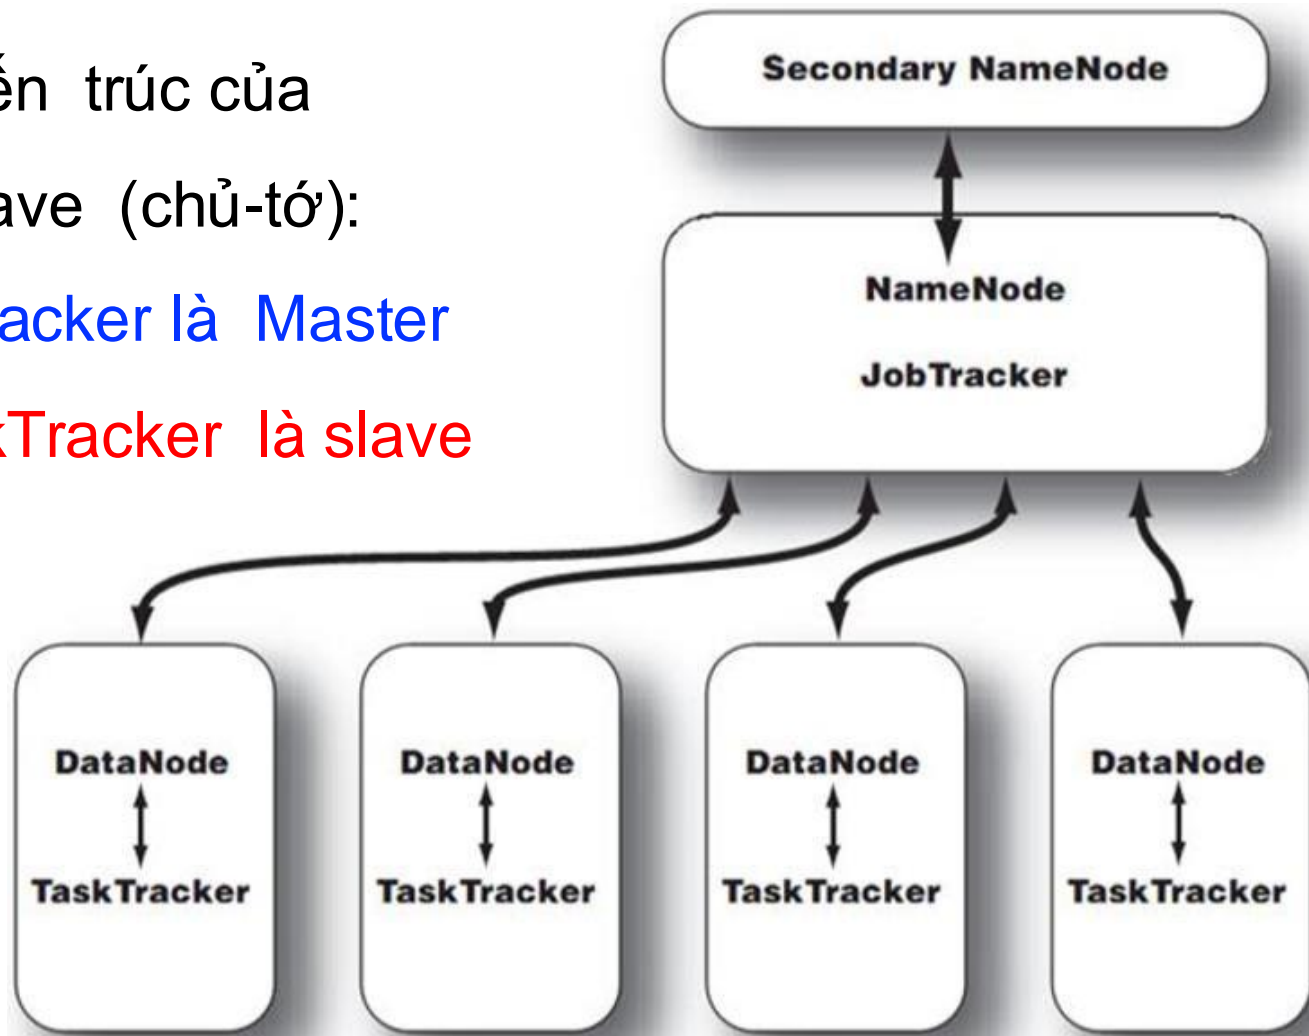 ến trúc của
ave (chủ-tớ):
acker là Master
kTracker là slave
Secondary NameNode
NameNode
JobTracker
DataNode DataNode DataNode DataNode
TaskTracker TaskTracker TaskTracker TaskTracker